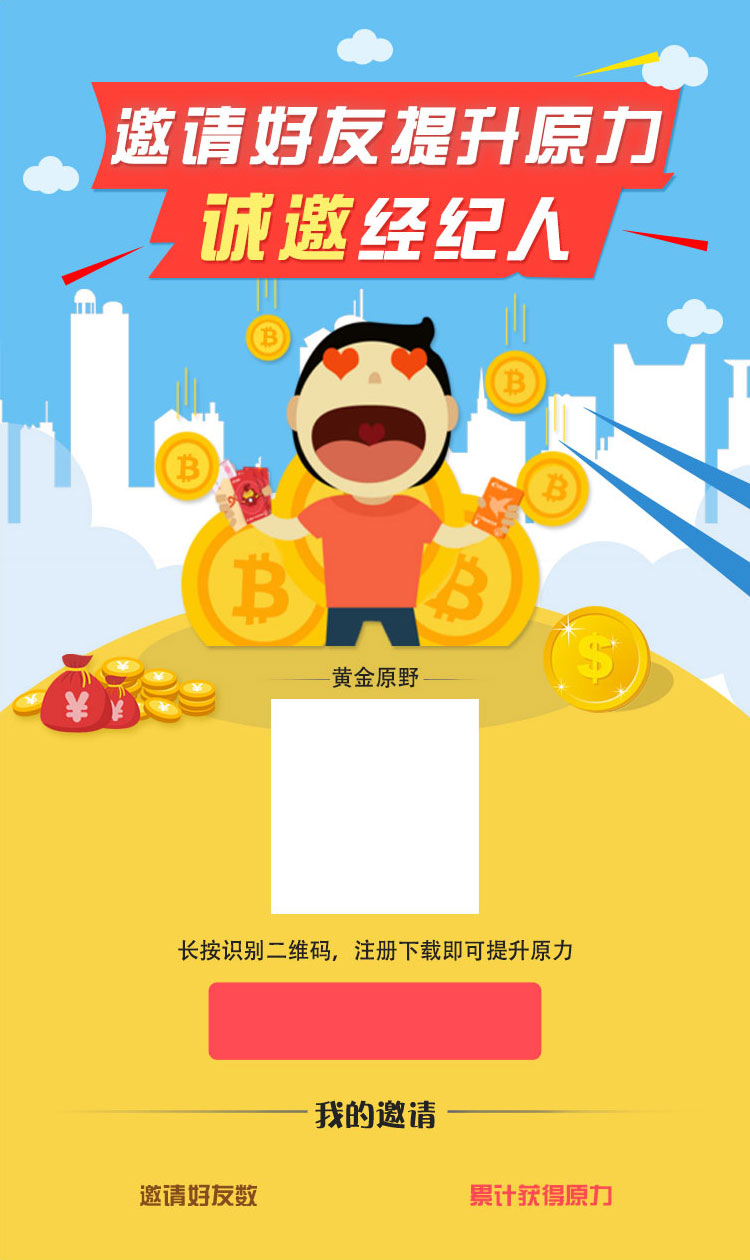 邀请好友提升原力
诚邀经纪人
黄金原野
长按识别二维码，注册下载即可提升原力
我的邀请
邀请好友数
累计获得原力